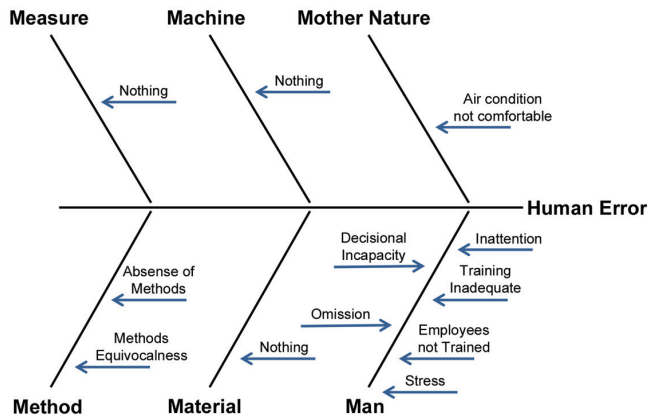 Measure
Machine
Mother Nature
Nothing
Nothing
Air condition
not comfortable
Human Error
Decisional
Incapacity
Inattention
Absense of
Methods
Training
Inadequate
Omission
Methods
Equivocalness
Nothing
Employees
not Trained
Stress
Method
Material
Man